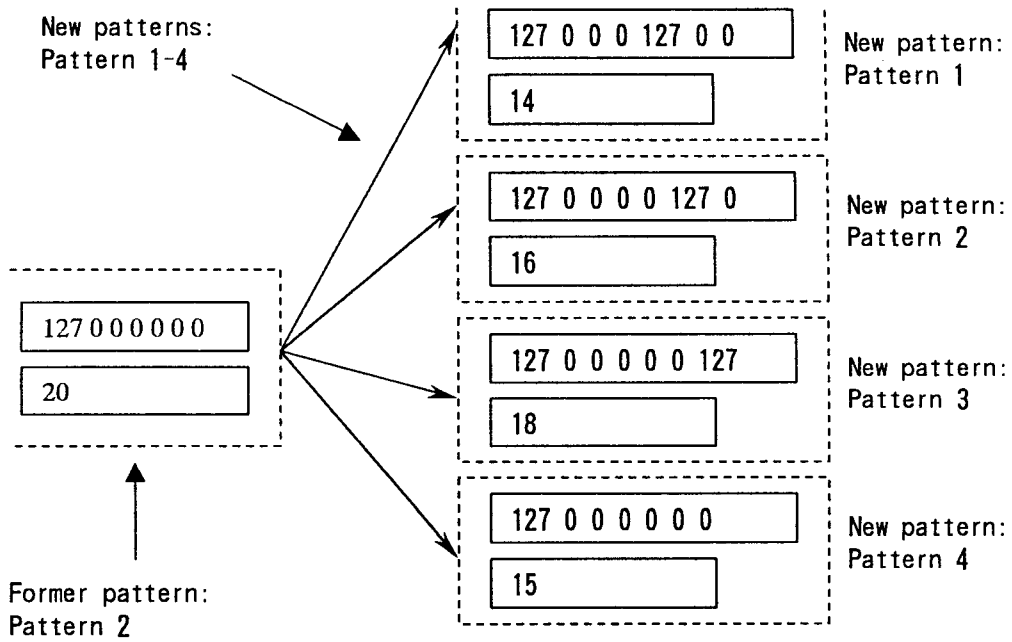 New patterns:
Pattern 1-4
127 0 0 0 127 0 0
14
New pattern:
Pattern 1
127 0 0 0 0 127 0
16
New pattern:
Pattern 2
127 0 0 0 0 0 0
20
127 0 0 0 0 0 127
18
New pattern:
Pattern 3
127 0 0 0 0 0 0
15
New pattern:
Pattern 4
Former pattern:
Pattern 2